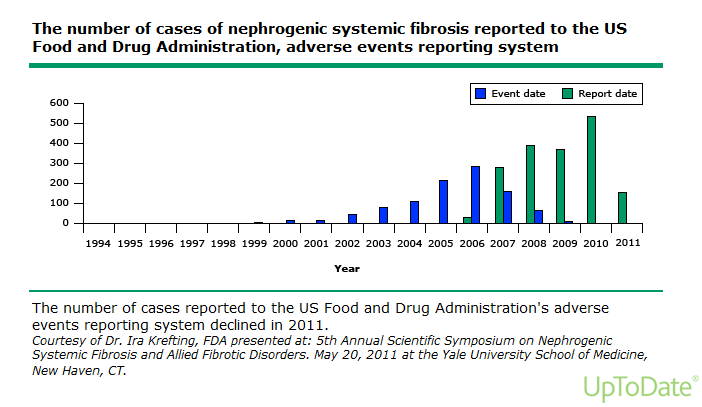 The number of cases of nephrogenic systemic fibrosis reported to the US
Food and Drug Administration, adverse events reporting system
Event date Report date
600
500
400
300
200
100
0
1994 1995 1996 1997 1998 1999 2000 2001 2002 2003 2004 2005 2006 2007 2008 2009 2010 2011
Year
The number of cases reported to the US Food and Drug Administration's adverse
events reporting system declined in 2011.
Courtesy of Dr. Ira Krefting, FDA presented at: 5th Annual Scientific Symposium on Nephrogenic
Systemic Fibrosis and Allied Fibrotic Disorders. May 20, 2011 at the Yale University School of Medicine,
New Haven, CT.
UpToDate®